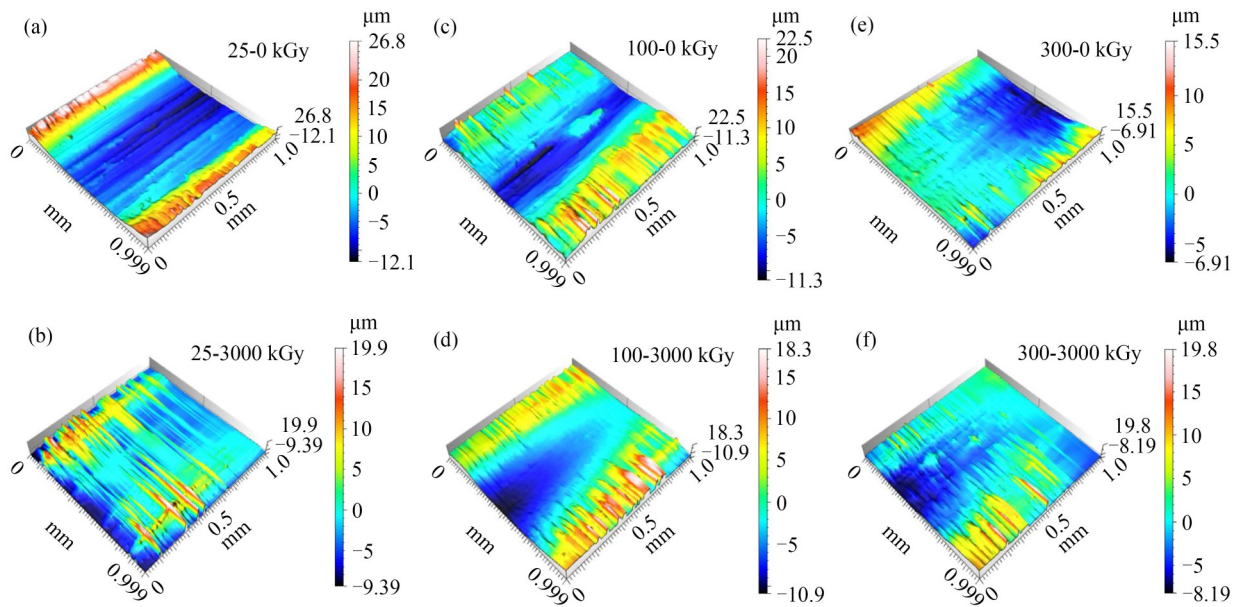 (a)
25-0 kGy
μm
26.8
20
15
10
5
0
−5
−12.1
26.8
−12.1
1.0
0.5
mm
0
0.999
mm
0
(c)
100-0 kGy
μm
22.5
20
15
10
5
0
−5
−11.3
22.5
−11.3
1.0
0.5
mm
0
0.999
mm
0
(e)
300-0 kGy
μm
15.5
10
5
0
−5
−6.91
15.5
−6.91
1.0
0.5
mm
0
0.999
mm
0
(b)
25-3000 kGy
μm
19.9
15
10
5
0
−5
−9.39
19.9
−9.39
1.0
0.5
mm
0
0.999
mm
0
(d)
100-3000 kGy
μm
18.3
15
10
5
0
−5
−10.9
18.3
−10.9
1.0
0.5
mm
0
0.999
mm
0
(f)
300-3000 kGy
μm
19.8
15
10
5
0
−5
−8.19
19.8
−8.19
1.0
0.5
mm
0
0.999
mm
0